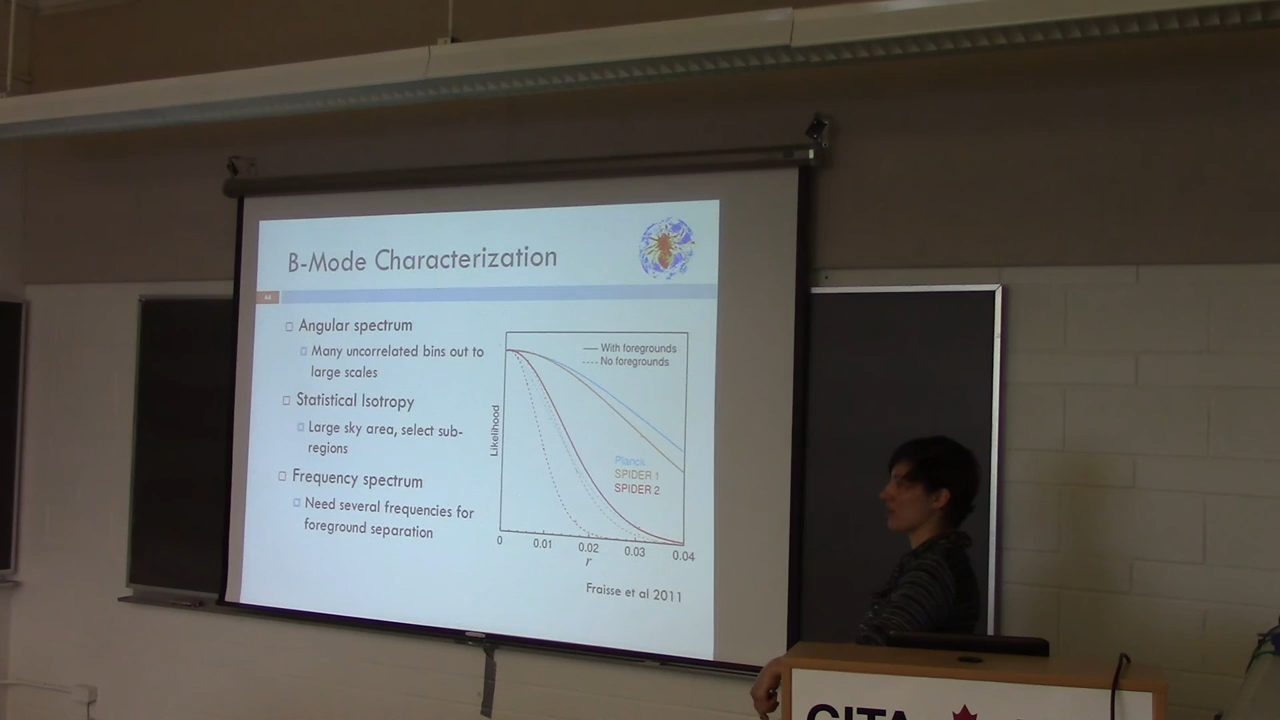 B-Mode Characterization
44
Angular spectrum
Many uncorrelated bins out to
large scales
Statistical Isotropy
Large sky area, select sub-
regions
Frequency spectrum
Need several frequencies for
foreground separation
With foregrounds
No foregrounds
Likelihood
Planck
SPIDER 1
SPIDER 2
0 0.01 0.02 0.03 0.04
r
Fraisse et al 2011
CITA